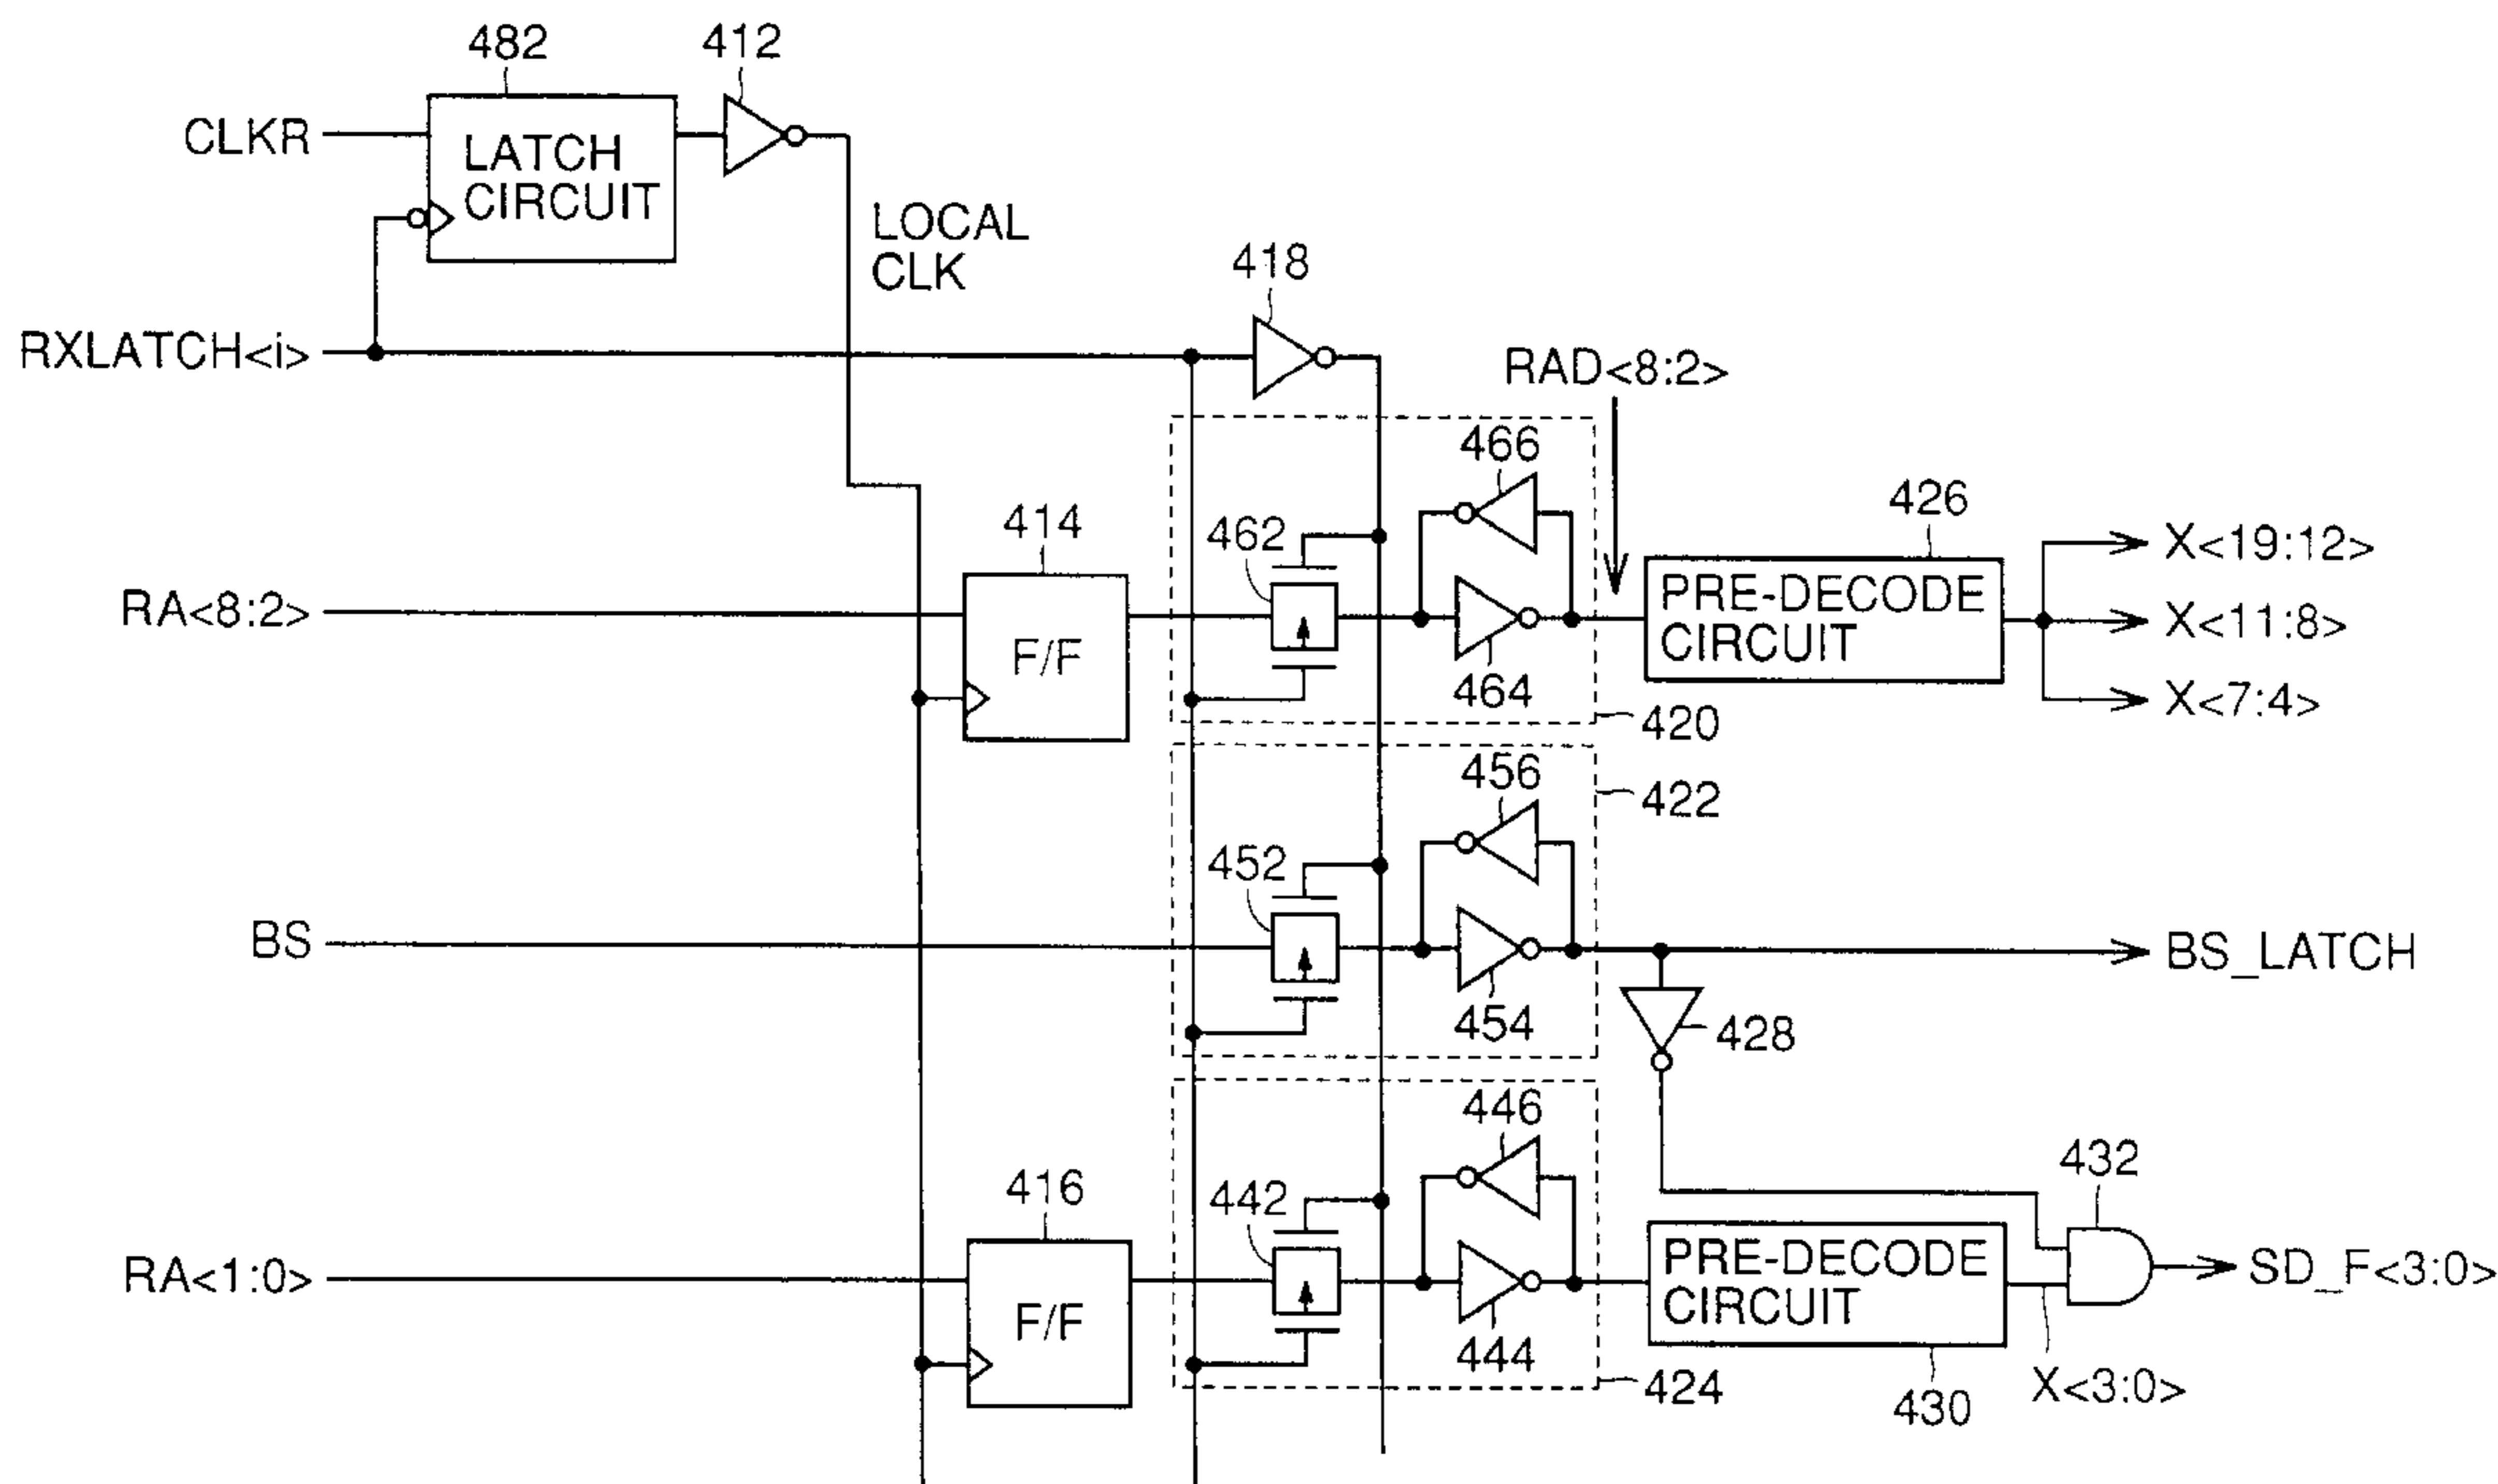 482
412
CLKR
LATCH
CIRCUIT
LOCAL
CLK
418
RXLATCH<i>
RAD<8:2>
466
426
414
462
X<19:12>
RA<8:2>
PRE-DECODE
CIRCUIT
X<11:8>
F/F
464
X<7:4>
420
456
422
452
BS
BS_LATCH
454
428
446
432
416
442
RA<1:0>
PRE-DECODE
CIRCUIT
SD_F<3:0>
F/F
444
424
430
X<3:0>